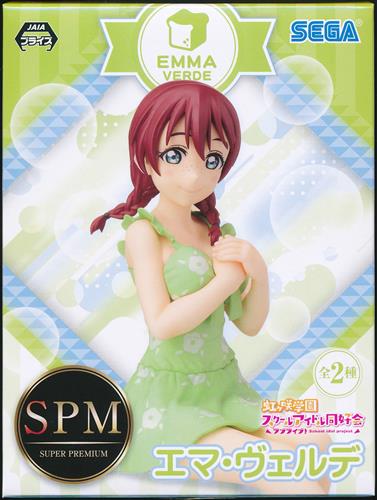 JAIA
プライズ
EMMA
VERDE
SEGA
全2種
SPM
SUPER PREMIUM
虹ヶ咲学園
スクールアイドル同好会
ラブライブ! School idol project
エマ・ヴェルデ